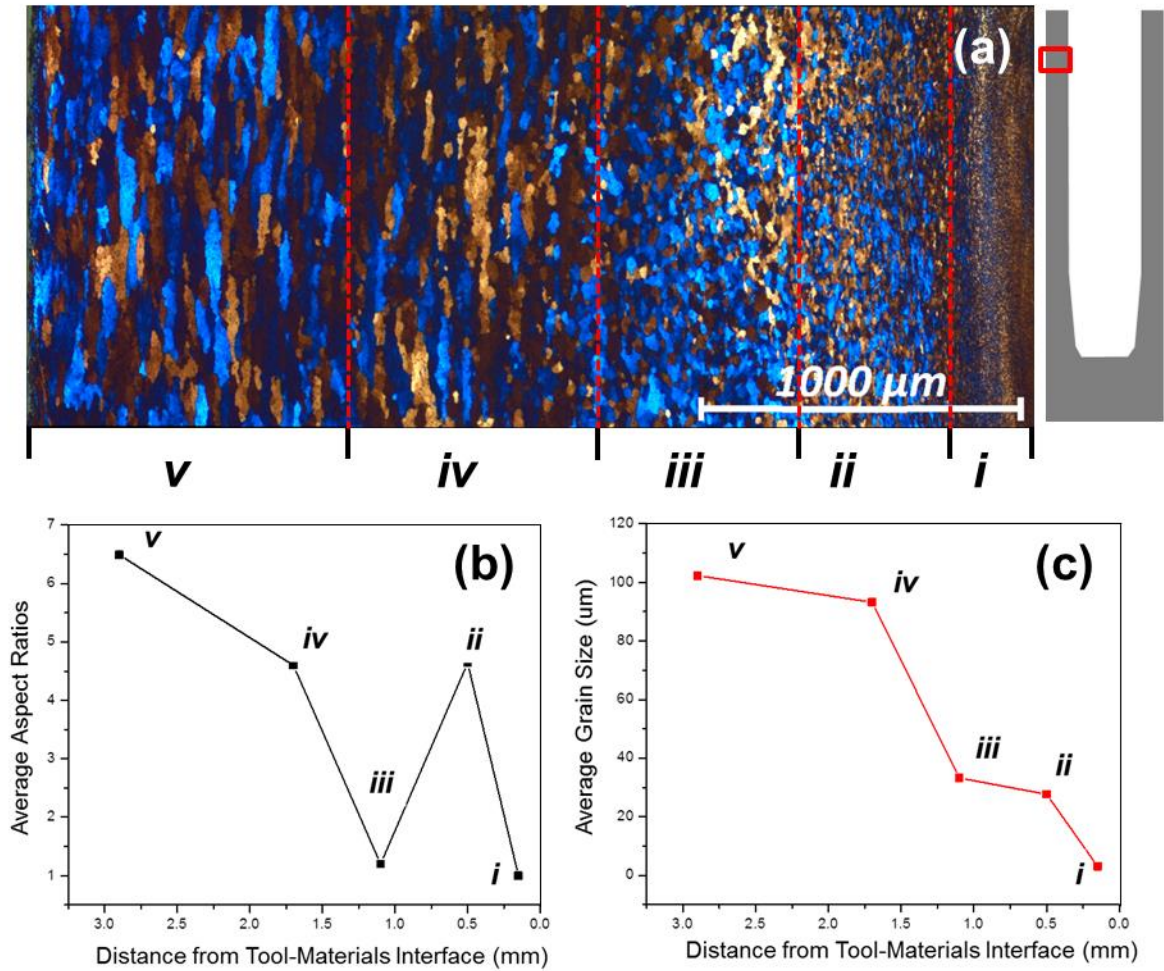 (a)
1000 μm
v iv iii ii i
7
6
5
4
3
2
1
3.0 2.5 2.0 1.5 1.0 0.5 0.0
Average Aspect Ratios
Distance from Tool-Materials Interface (mm)
v
iv
iii
ii
i
(b)
120
100
80
60
40
20
0
3.0 2.5 2.0 1.5 1.0 0.5 0.0
Average Grain Size (um)
Distance from Tool-Materials Interface (mm)
v
iv
iii
ii
i
(c)